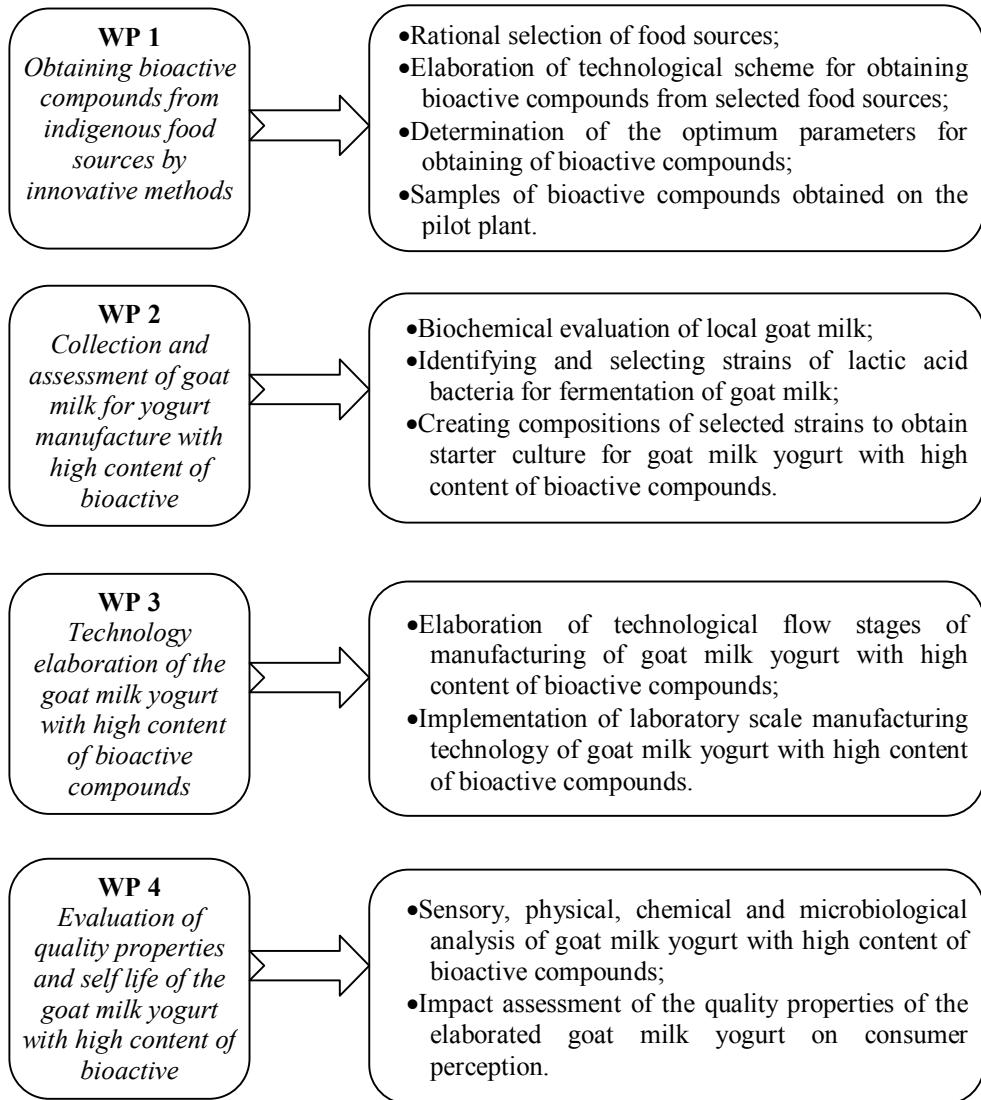 WP 1
Obtaining bioactive
compounds from
indigenous food
sources by
innovative methods
•Rational selection of food sources;
•Elaboration of technological scheme for obtaining
bioactive compounds from selected food sources;
•Determination of the optimum parameters for
obtaining of bioactive compounds;
•Samples of bioactive compounds obtained on the
pilot plant.
WP 2
Collection and
assessment of goat
milk for yogurt
manufacture with
high content of
bioactive
•Biochemical evaluation of local goat milk;
•Identifying and selecting strains of lactic acid
bacteria for fermentation of goat milk;
•Creating compositions of selected strains to obtain
starter culture for goat milk yogurt with high
content of bioactive compounds.
WP 3
Technology
elaboration of the
goat milk yogurt
with high content
of bioactive
compounds
•Elaboration of technological flow stages of
manufacturing of goat milk yogurt with high
content of bioactive compounds;
•Implementation of laboratory scale manufacturing
technology of goat milk yogurt with high content
of bioactive compounds.
WP 4
Evaluation of
quality properties
and self life of the
goat milk yogurt
with high content of
bioactive
•Sensory, physical, chemical and microbiological
analysis of goat milk yogurt with high content of
bioactive compounds;
•Impact assessment of the quality properties of the
elaborated goat milk yogurt on consumer
perception.